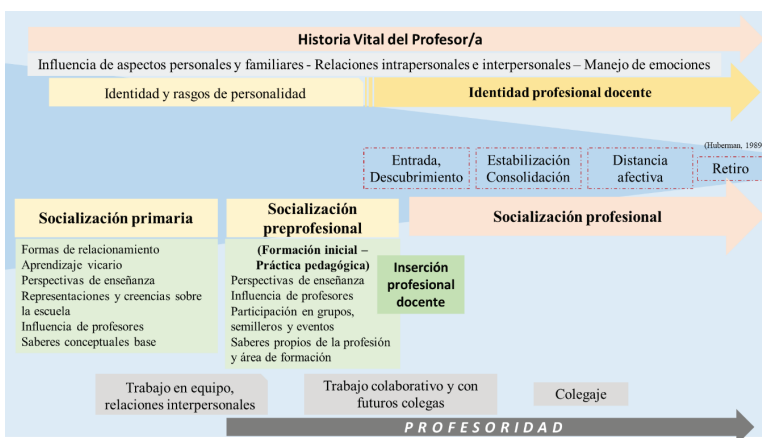 Historia Vital del Profesor/a
Influencia de aspectos personales y familiares - Relaciones intrapersonales e interpersonales – Manejo de emociones
Identidad y rasgos de personalidad
Identidad profesional docente
(Huberman, 1989
Entrada,
Descubrimiento
Estabilización
Consolidación
Distancia
afectiva
Retiro
Socialización primaria
Formas de relacionamiento
Aprendizaje vicario
Perspectivas de enseñanza
Representaciones y creencias sobre
la escuela
Influencia de profesores
Saberes conceptuales base
Socialización
preprofesional
(Formación inicial –
Práctica pedagógica)
Perspectivas de enseñanza
Influencia de profesores
Participación en grupos,
semilleros y eventos
Saberes propios de la profesión
y área de formación
Socialización profesional
Inserción
profesional
docente
Trabajo en equipo,
relaciones interpersonales
Trabajo colaborativo y con
futuros colegas
Colegaje
PROFESORIDAD